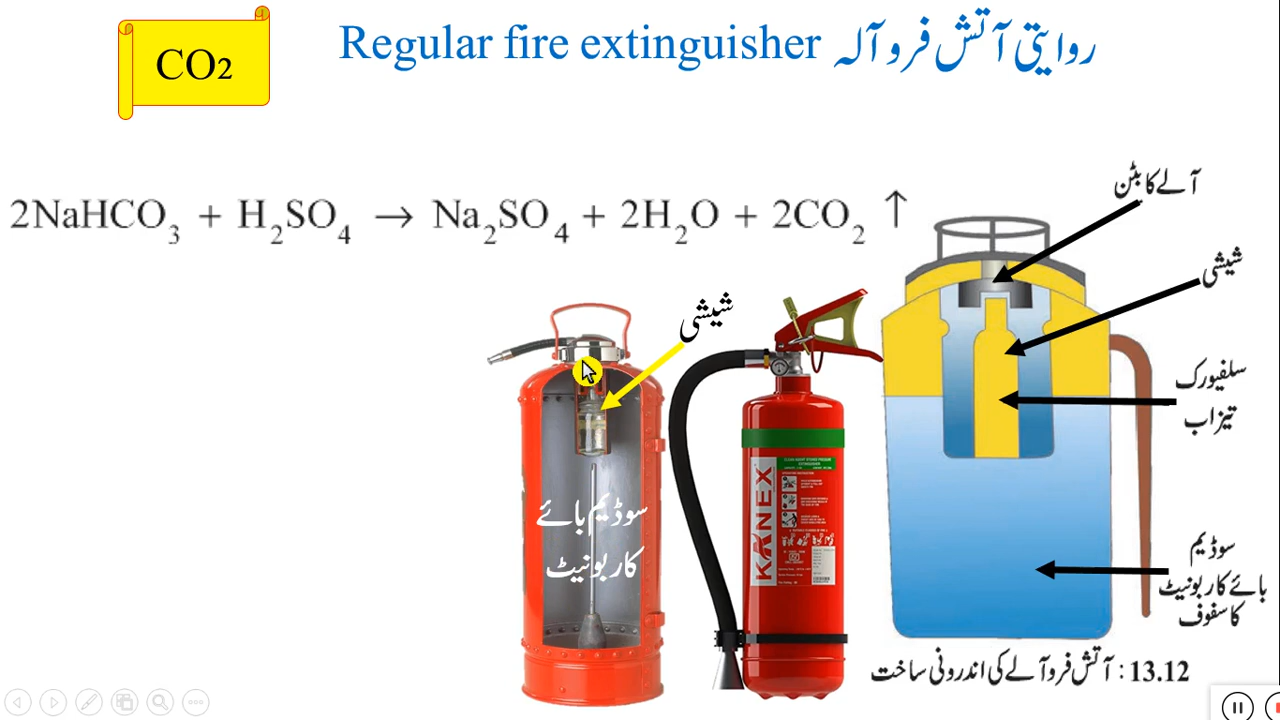 CO2
Regular fire extinguisher روایتی آتش فرو آلہ
2NaHCO₃ + H₂SO₄ → Na₂SO₄ + 2H₂O + 2CO₂ ↑
آلے کا بٹن
شیشی
شیشی
سلفیورک
تیزاب
سوڈیم بائے
کاربونیٹ
KANEX
سوڈیم
بائے کاربونیٹ
کا سفوف
13.12 : آتش فرو آلے کی اندرونی ساخت